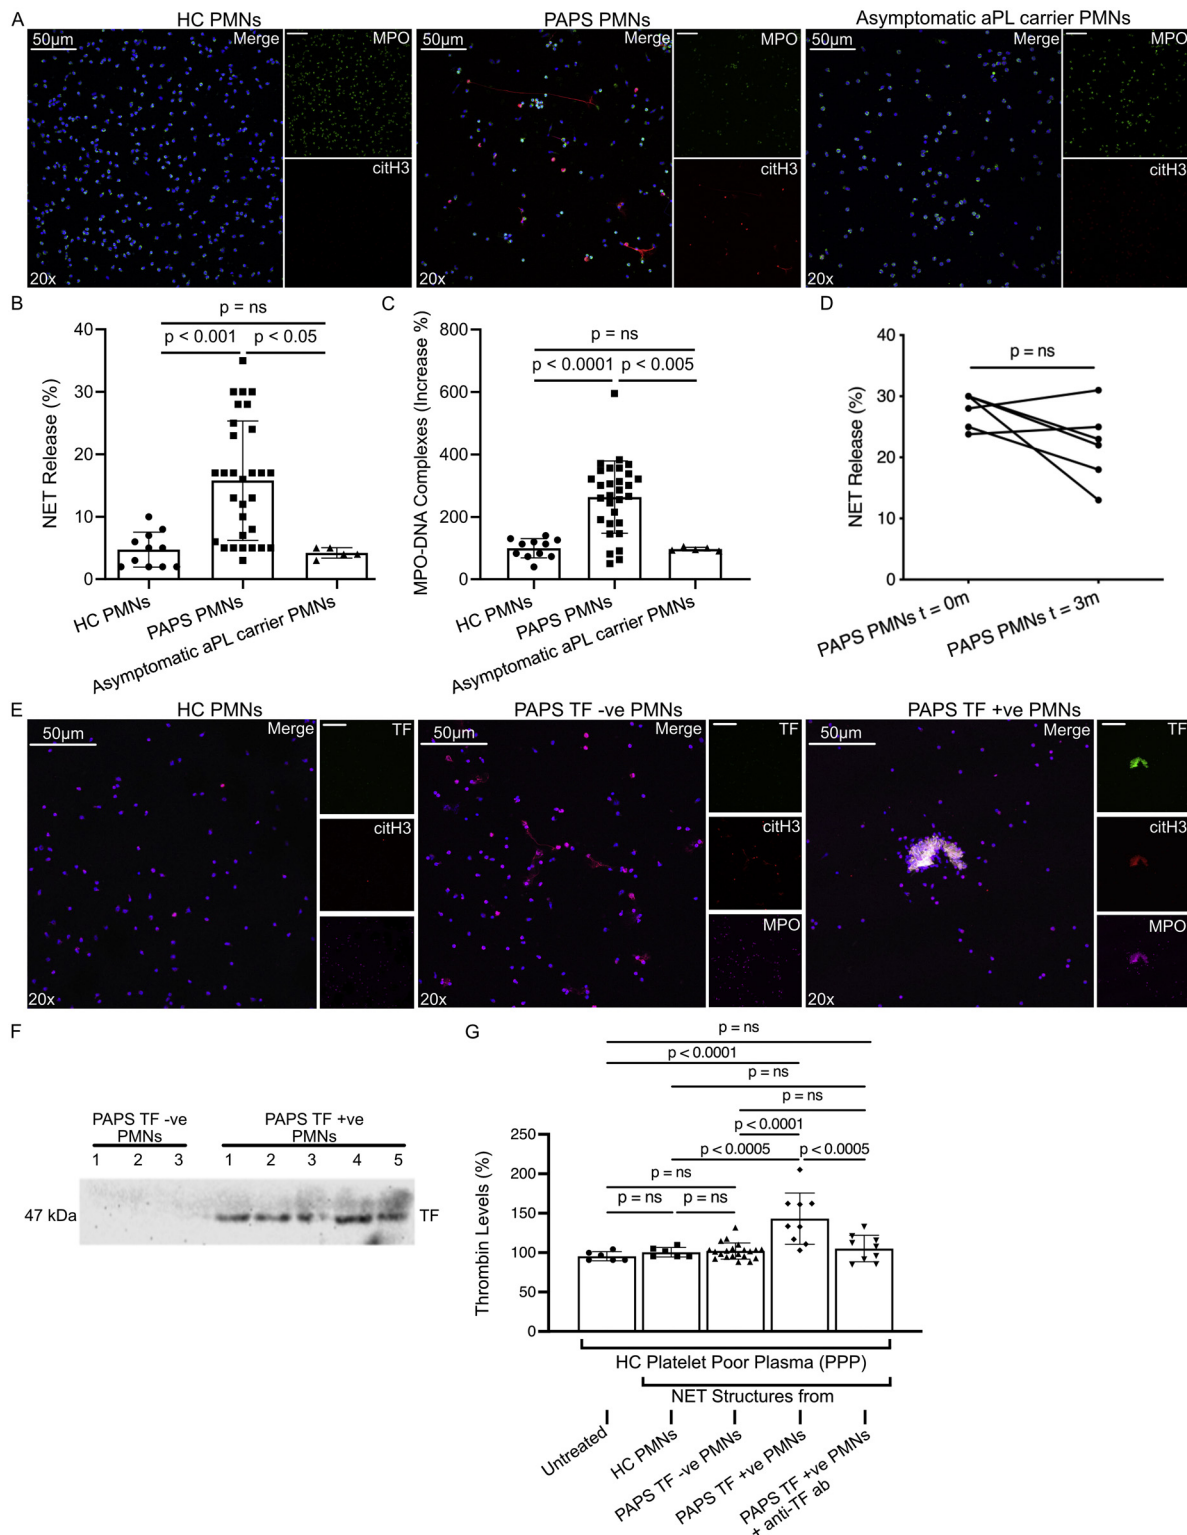 A
HC PMNs
PAPS PMNs
Asymptomatic aPL carrier PMNs
50μm
Merge
MPO
citH3
20x
50μm
Merge
MPO
citH3
20x
50μm
Merge
MPO
citH3
20x
B
p = ns
p < 0.001
p < 0.05
NET Release (%)
40
30
20
10
0
HC PMNs
PAPS PMNs
Asymptomatic aPL carrier PMNs
C
p = ns
p < 0.0001
p < 0.005
MPO-DNA Complexes (Increase %)
800
600
400
200
0
HC PMNs
PAPS PMNs
Asymptomatic aPL carrier PMNs
D
p = ns
NET Release (%)
40
30
20
10
0
PAPS PMNs t = 0m
PAPS PMNs t = 3m
E
HC PMNs
PAPS TF -ve PMNs
PAPS TF +ve PMNs
50μm
Merge
TF
citH3
20x
50μm
Merge
TF
citH3
MPO
20x
50μm
Merge
TF
citH3
MPO
20x
F
PAPS TF -ve
PMNs
PAPS TF +ve
PMNs
1 2 3
1 2 3 4 5
47 kDa
TF
G
p = ns
p < 0.0001
p = ns
p = ns
p < 0.0001
p < 0.0005
p < 0.0005
p = ns
p = ns
p = ns
Thrombin Levels (%)
250
200
150
100
50
0
HC Platelet Poor Plasma (PPP)
NET Structures from
Untreated
HC PMNs
PAPS TF -ve PMNs
PAPS TF +ve PMNs
PAPS TF +ve PMNs
+ anti-TF ab